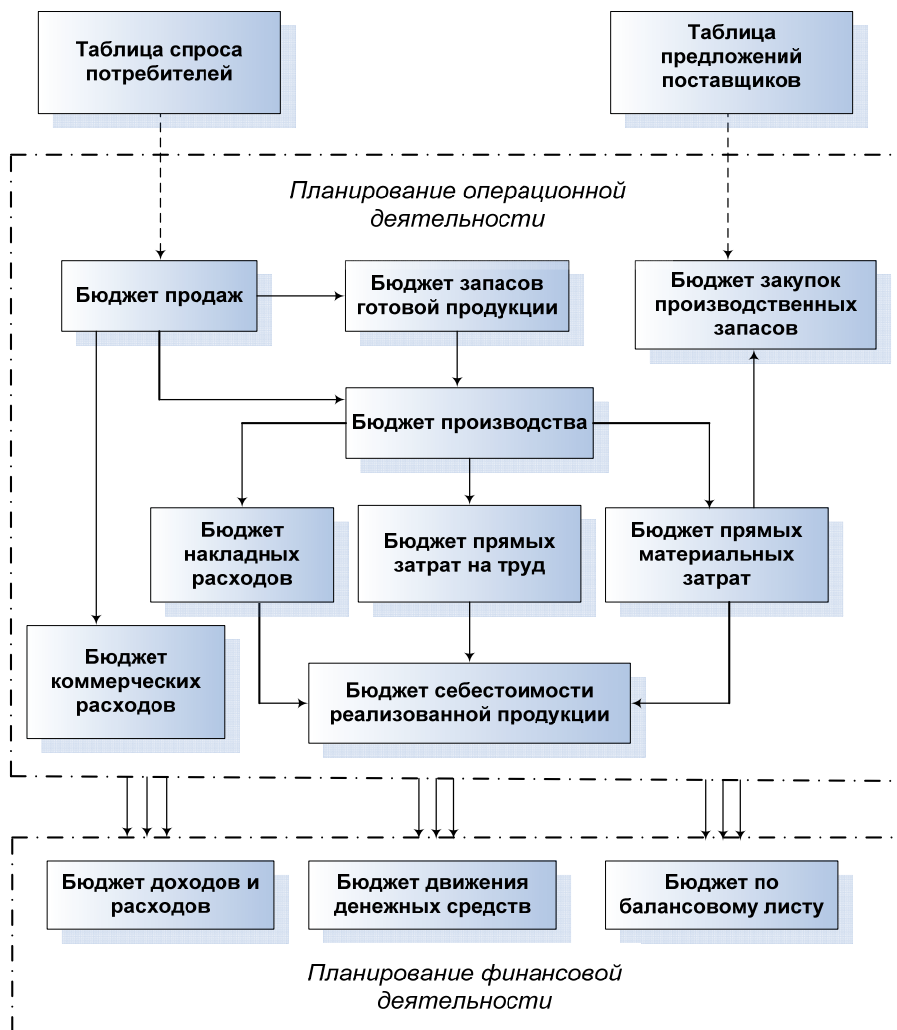 Таблица спроса
потребителей
Таблица
предложений
поставщиков
Планирование операционной
деятельности
Бюджет продаж
Бюджет запасов
готовой продукции
Бюджет закупок
производственных
запасов
Бюджет производства
Бюджет
накладных
расходов
Бюджет прямых
затрат на труд
Бюджет прямых
материальных
затрат
Бюджет
коммерческих
расходов
Бюджет себестоимости
реализованной продукции
Бюджет доходов и
расходов
Бюджет движения
денежных средств
Бюджет по
балансовому листу
Планирование финансовой
деятельности